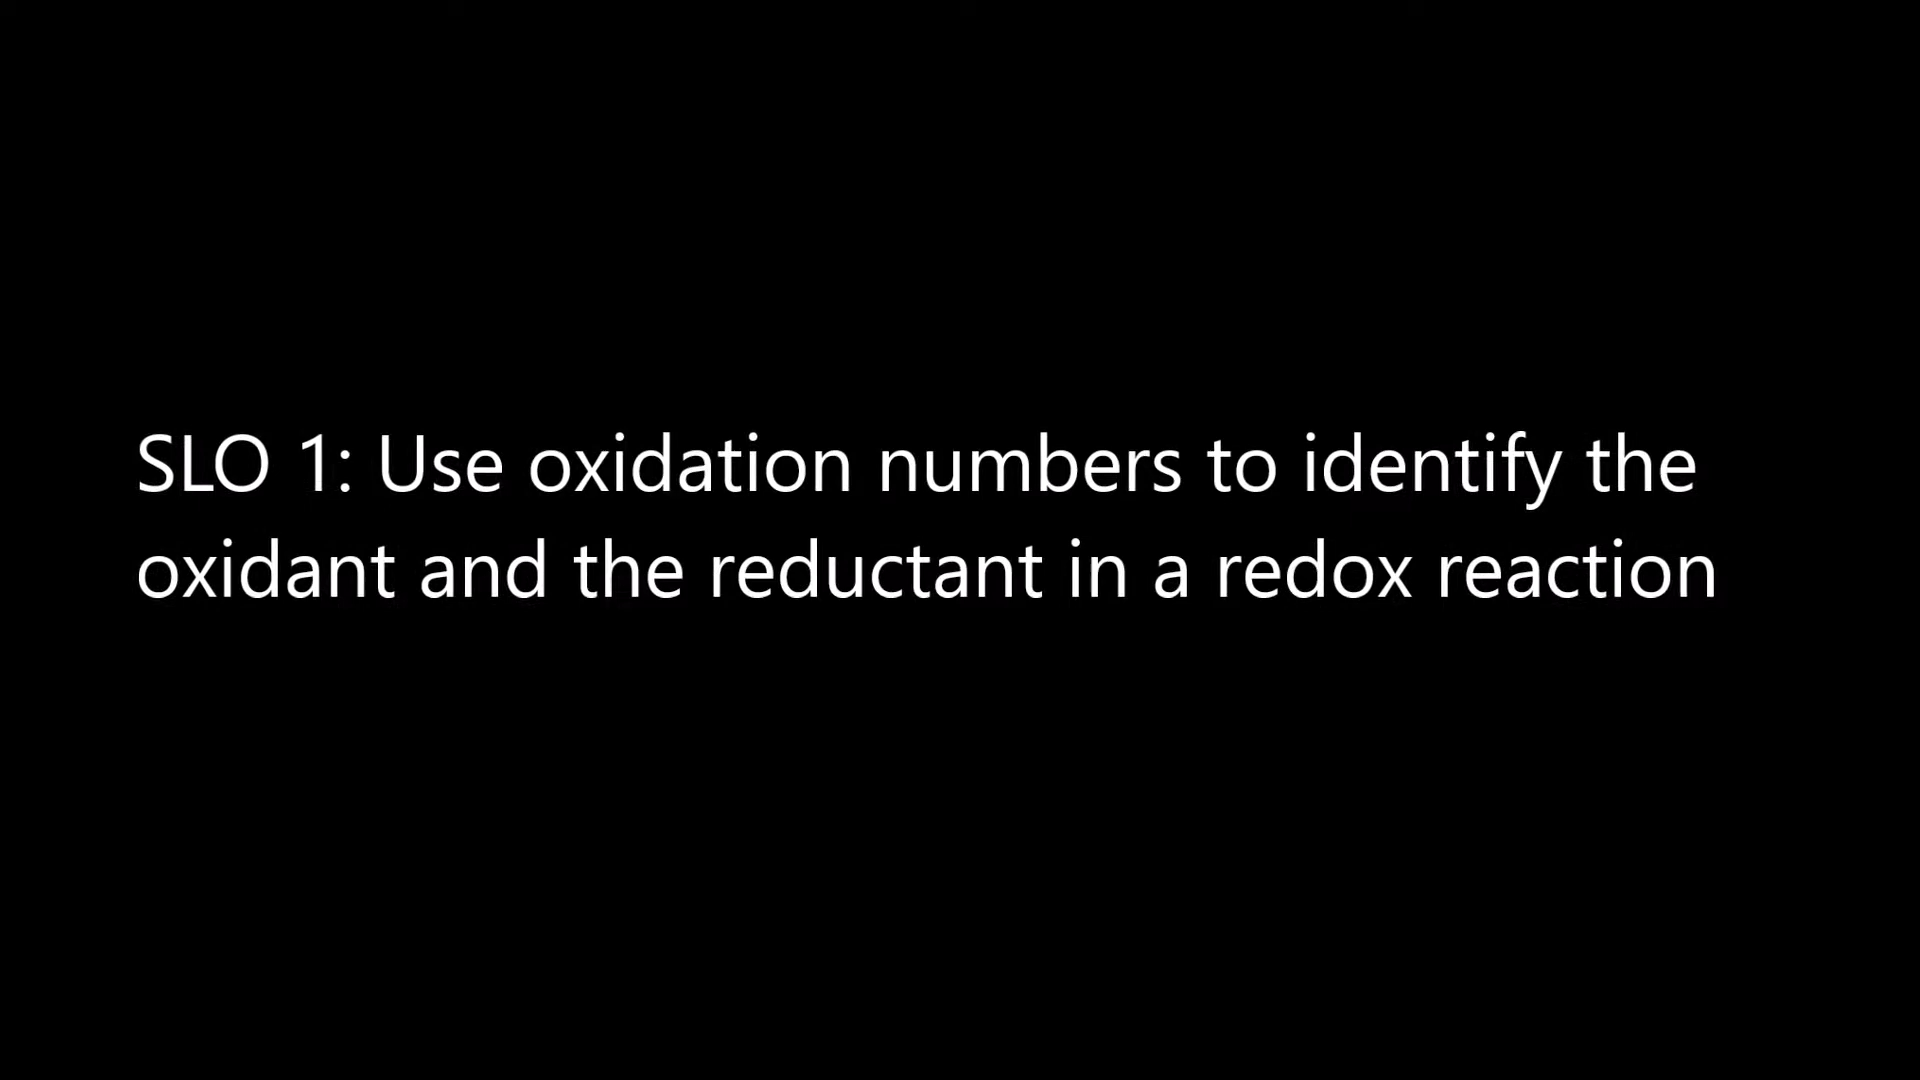 SLO 1: Use oxidation numbers to identify the
oxidant and the reductant in a redox reaction